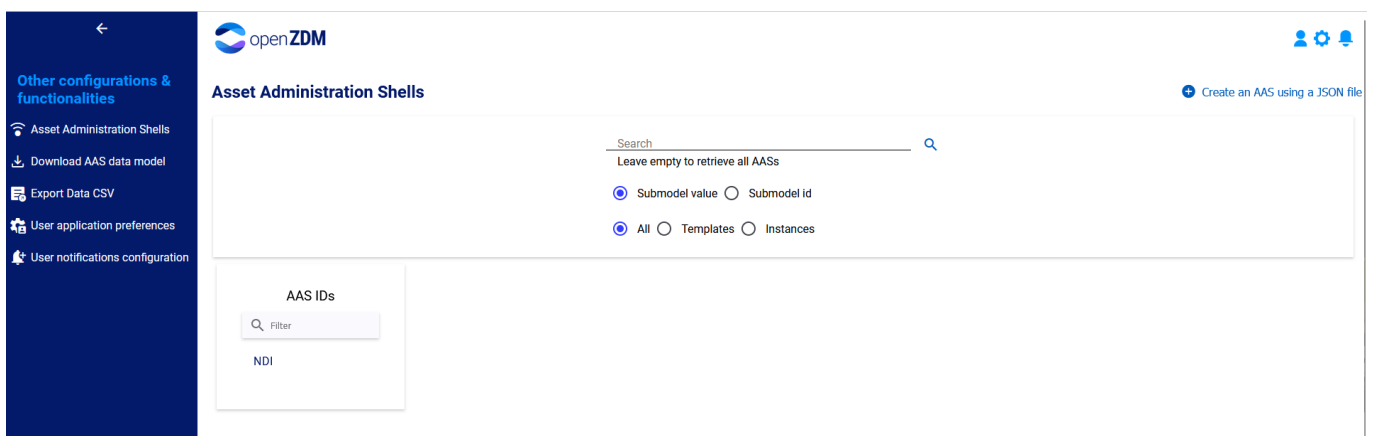 openZDM
Other configurations &
functionalities
Asset Administration Shells
Download AAS data model
Export Data CSV
User application preferences
User notifications configuration
Asset Administration Shells
Create an AAS using a JSON file
Search
Leave empty to retrieve all AASs
Submodel value Submodel id
All Templates Instances
AAS IDs
Filter
NDI